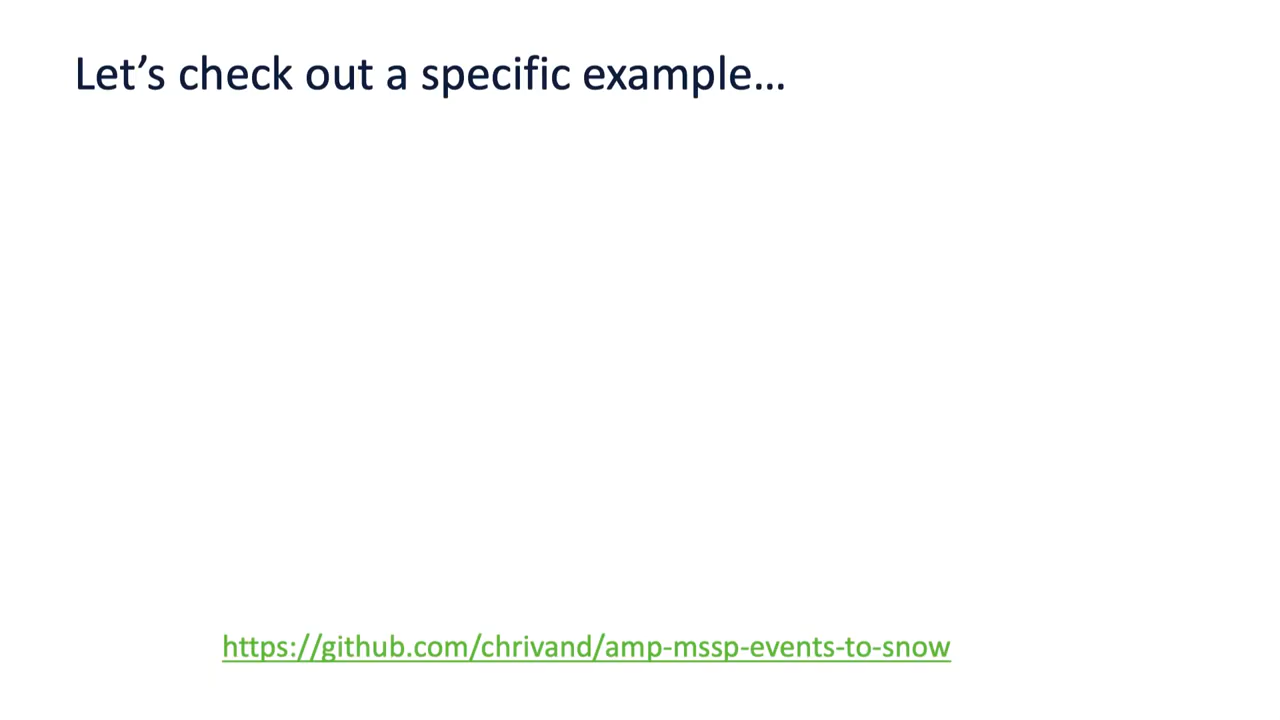 Let’s check out a specific example…
https://github.com/chrivand/amp-mssp-events-to-snow